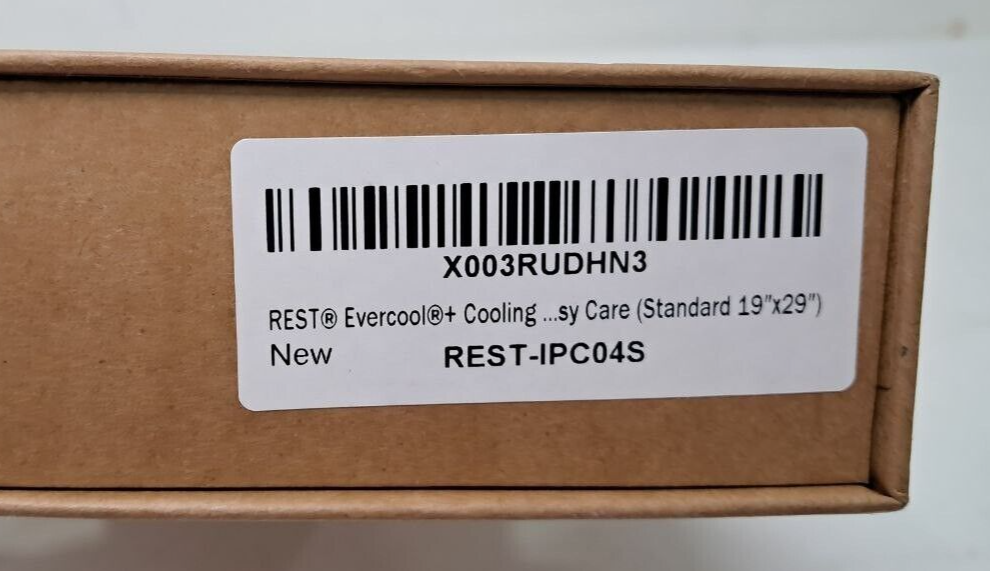 X003RUDHN3
REST® Evercool®+ Cooling ...sy Care (Standard 19"x29")
New REST-IPC04S